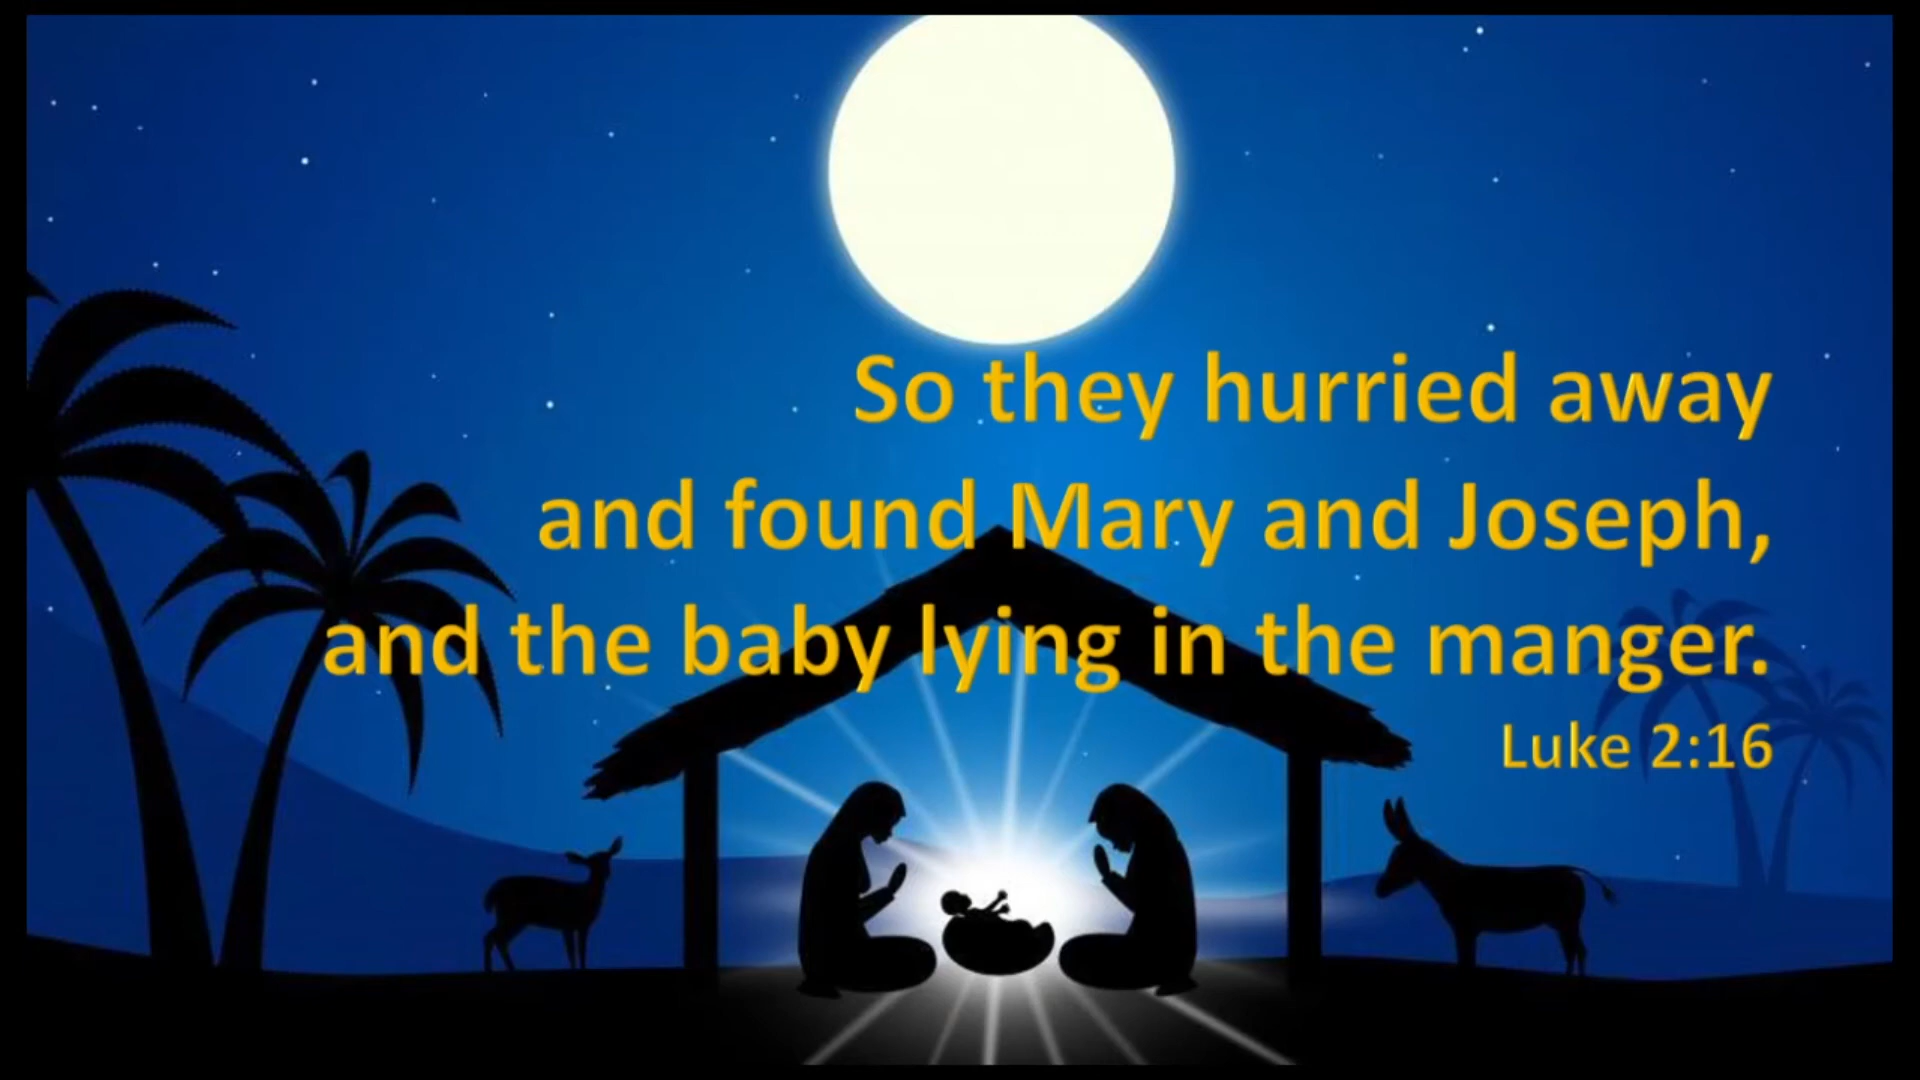 So they hurried away
and found Mary and Joseph,
and the baby lying in the manger.
Luke 2:16